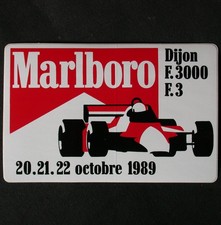 Marlboro
Dijon
F.3000
F.3
20.21.22 octobre 1989